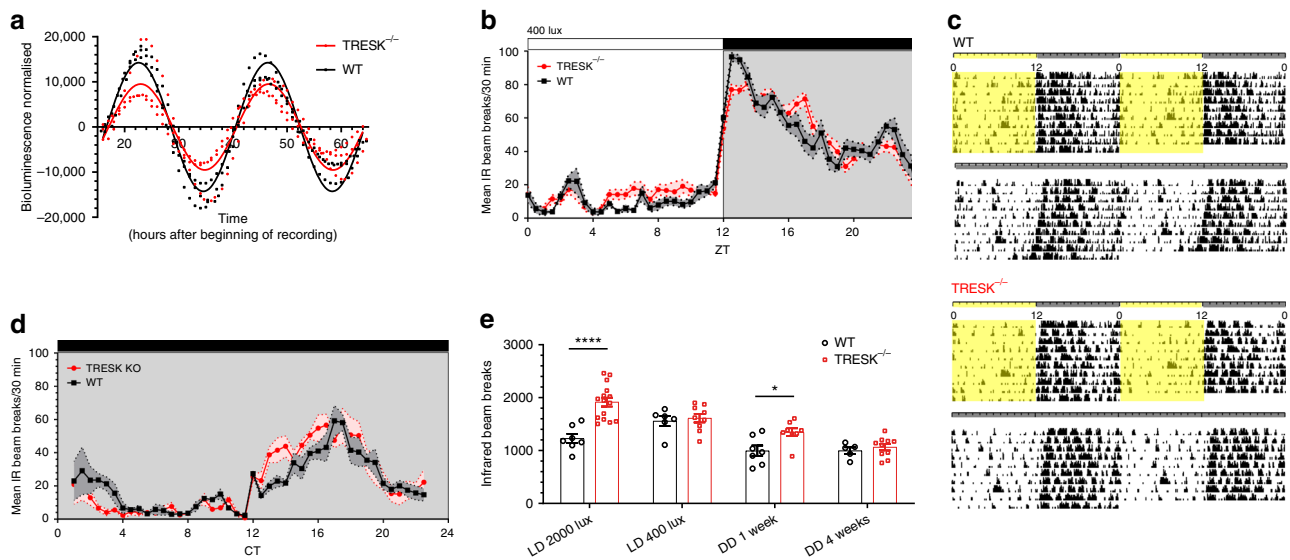 a
Bioluminescence normalised
20,000
10,000
0
–10,000
–20,000
20
30
40
50
60
TRESK–/–
WT
Time
(hours after beginning of recording)
b
400 lux
Mean IR beam breaks/30 min
100
80
60
40
20
0
TRESK–/–
WT
0 4 8 12 16 20
ZT
c
WT
0 12 0 12 0
TRESK–/–
0 12 0 12 0
d
Mean IR beam breaks/30 min
100
80
60
40
20
0
TRESK KO
WT
0 4 8 12 16 20 24
CT
e
Infrared beam breaks
3000
2000
1000
0
WT
TRESK–/–
****
*
LD 2000 lux
LD 400 lux
DD 1 week
DD 4 weeks